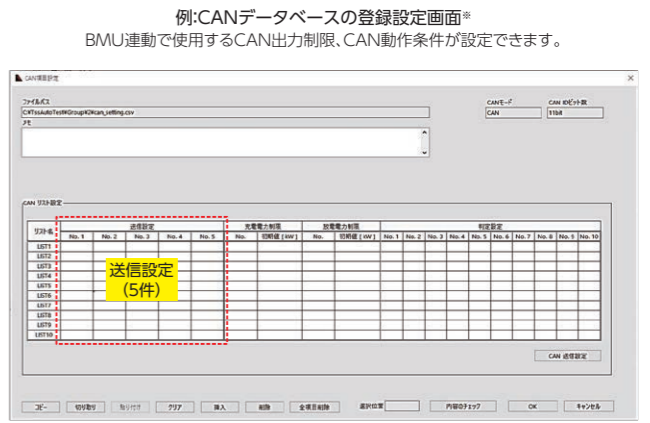 例:CANデータベースの登録設定画面※
BMU連動で使用するCAN出力制限、CAN動作条件が設定できます。
CAN項目設定
ファイルパス
CANモード
CAN IDビット数
C:¥TssAutoTest¥Group¥2¥can_setting.csv
CAN
11bit
メモ
CAN リスト設定
リスト名
送信設定
充電電力制限
放電電力制限
判定設定
No. 1 No. 2 No. 3 No. 4 No. 5 No. 初期値 [kW] No. 初期値 [kW] No. 1 No. 2 No. 3 No. 4 No. 5 No. 6 No. 7 No. 8 No. 9 No. 10
LIST1
LIST2
LIST3
LIST4
LIST5
LIST6
LIST7
LIST8
LIST9
LIST10
送信設定
(5件)
CAN 送信設定
コピー 切り取り 貼り付け クリア 挿入 削除 全項目削除 選択位置 内容のチェック OK キャンセル